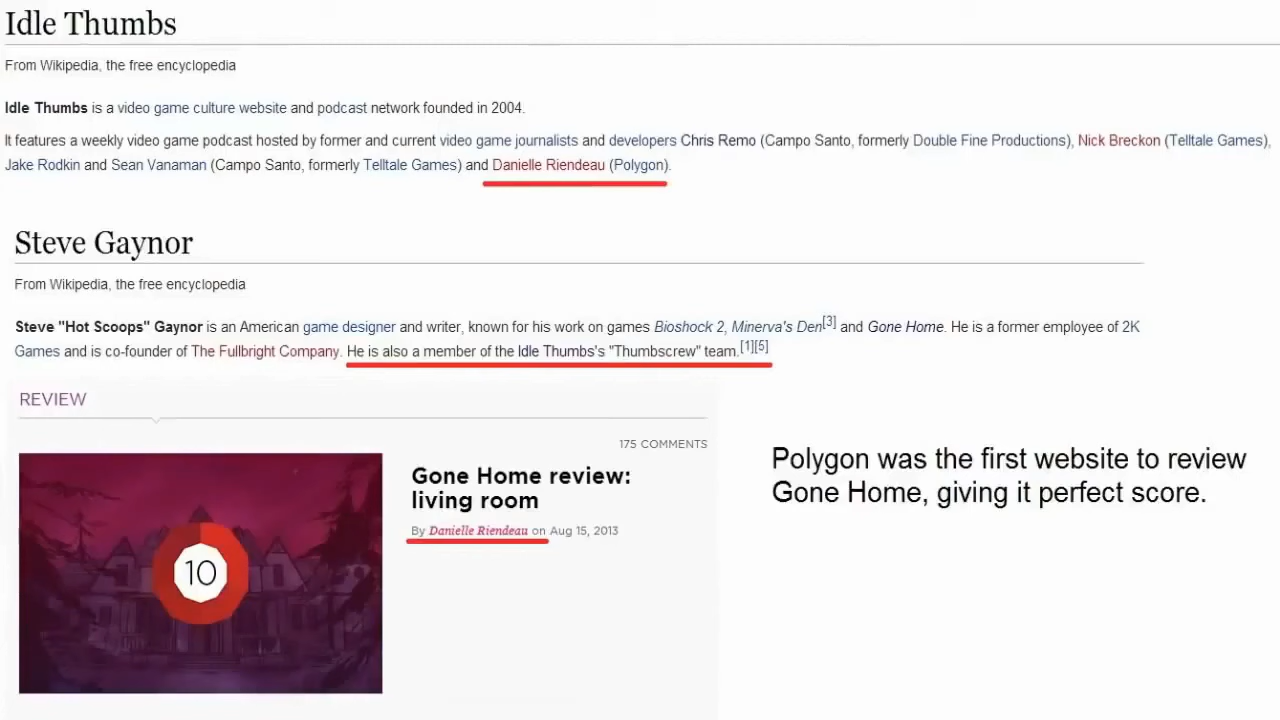 Idle Thumbs
From Wikipedia, the free encyclopedia
Idle Thumbs is a video game culture website and podcast network founded in 2004.
It features a weekly video game podcast hosted by former and current video game journalists and developers Chris Remo (Campo Santo, formerly Double Fine Productions), Nick Breckon (Telltale Games),
Jake Rodkin and Sean Vanaman (Campo Santo, formerly Telltale Games) and Danielle Riendeau (Polygon).
Steve Gaynor
From Wikipedia, the free encyclopedia
Steve "Hot Scoops" Gaynor is an American game designer and writer, known for his work on games Bioshock 2, Minerva's Den[3] and Gone Home. He is a former employee of 2K
Games and is co-founder of The Fullbright Company. He is also a member of the Idle Thumbs's "Thumbscrew" team.[1][5]
REVIEW
175 COMMENTS
Gone Home review:
living room
By Danielle Riendeau on Aug 15, 2013
10
Polygon was the first website to review
Gone Home, giving it perfect score.